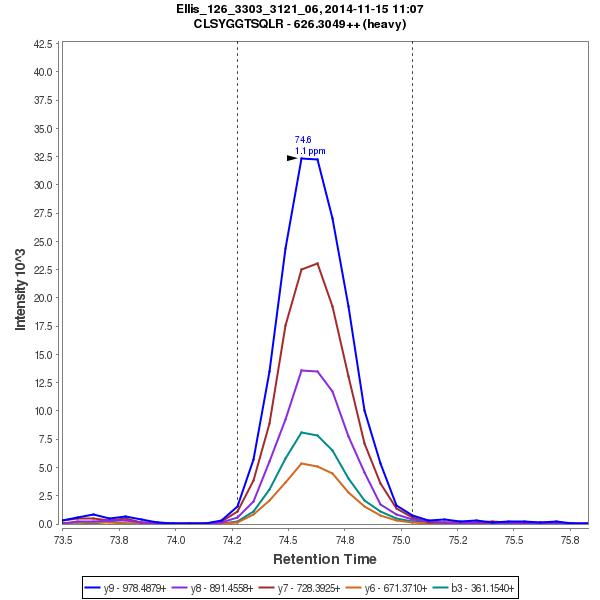 Ellis_126_3303_3121_06, 2014-11-15 11:07
CLSYGGTSQLR - 626.3049++ (heavy)
42.5
40.0
37.5
35.0
32.5
30.0
27.5
25.0
22.5
20.0
17.5
15.0
12.5
10.0
7.5
5.0
2.5
0.0
Intensity 10^3
74.6
1.1 ppm
73.5 73.8 74.0 74.2 74.5 74.8 75.0 75.2 75.5 75.8
Retention Time
y9 - 978.4879+ y8 - 891.4558+ y7 - 728.3925+ y6 - 671.3710+ b3 - 361.1540+